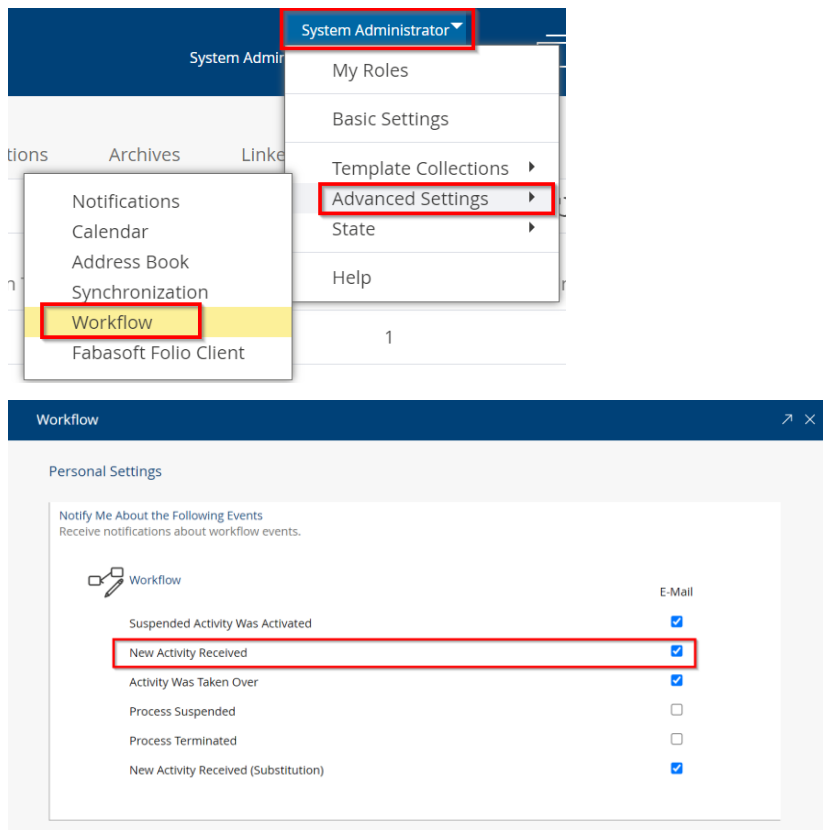 System Administrator
System Admin
My Roles
Basic Settings
Archives
Template Collections
Notifications
Advanced Settings
Calendar
State
Address Book
Synchronization
Help
Workflow
1
Fabasoft Folio Client
Workflow
Personal Settings
Notify Me About the Following Events
Receive notifications about workflow events.
Workflow
E-Mail
Suspended Activity Was Activated
New Activity Received
Activity Was Taken Over
Process Suspended
Process Terminated
New Activity Received (Substitution)